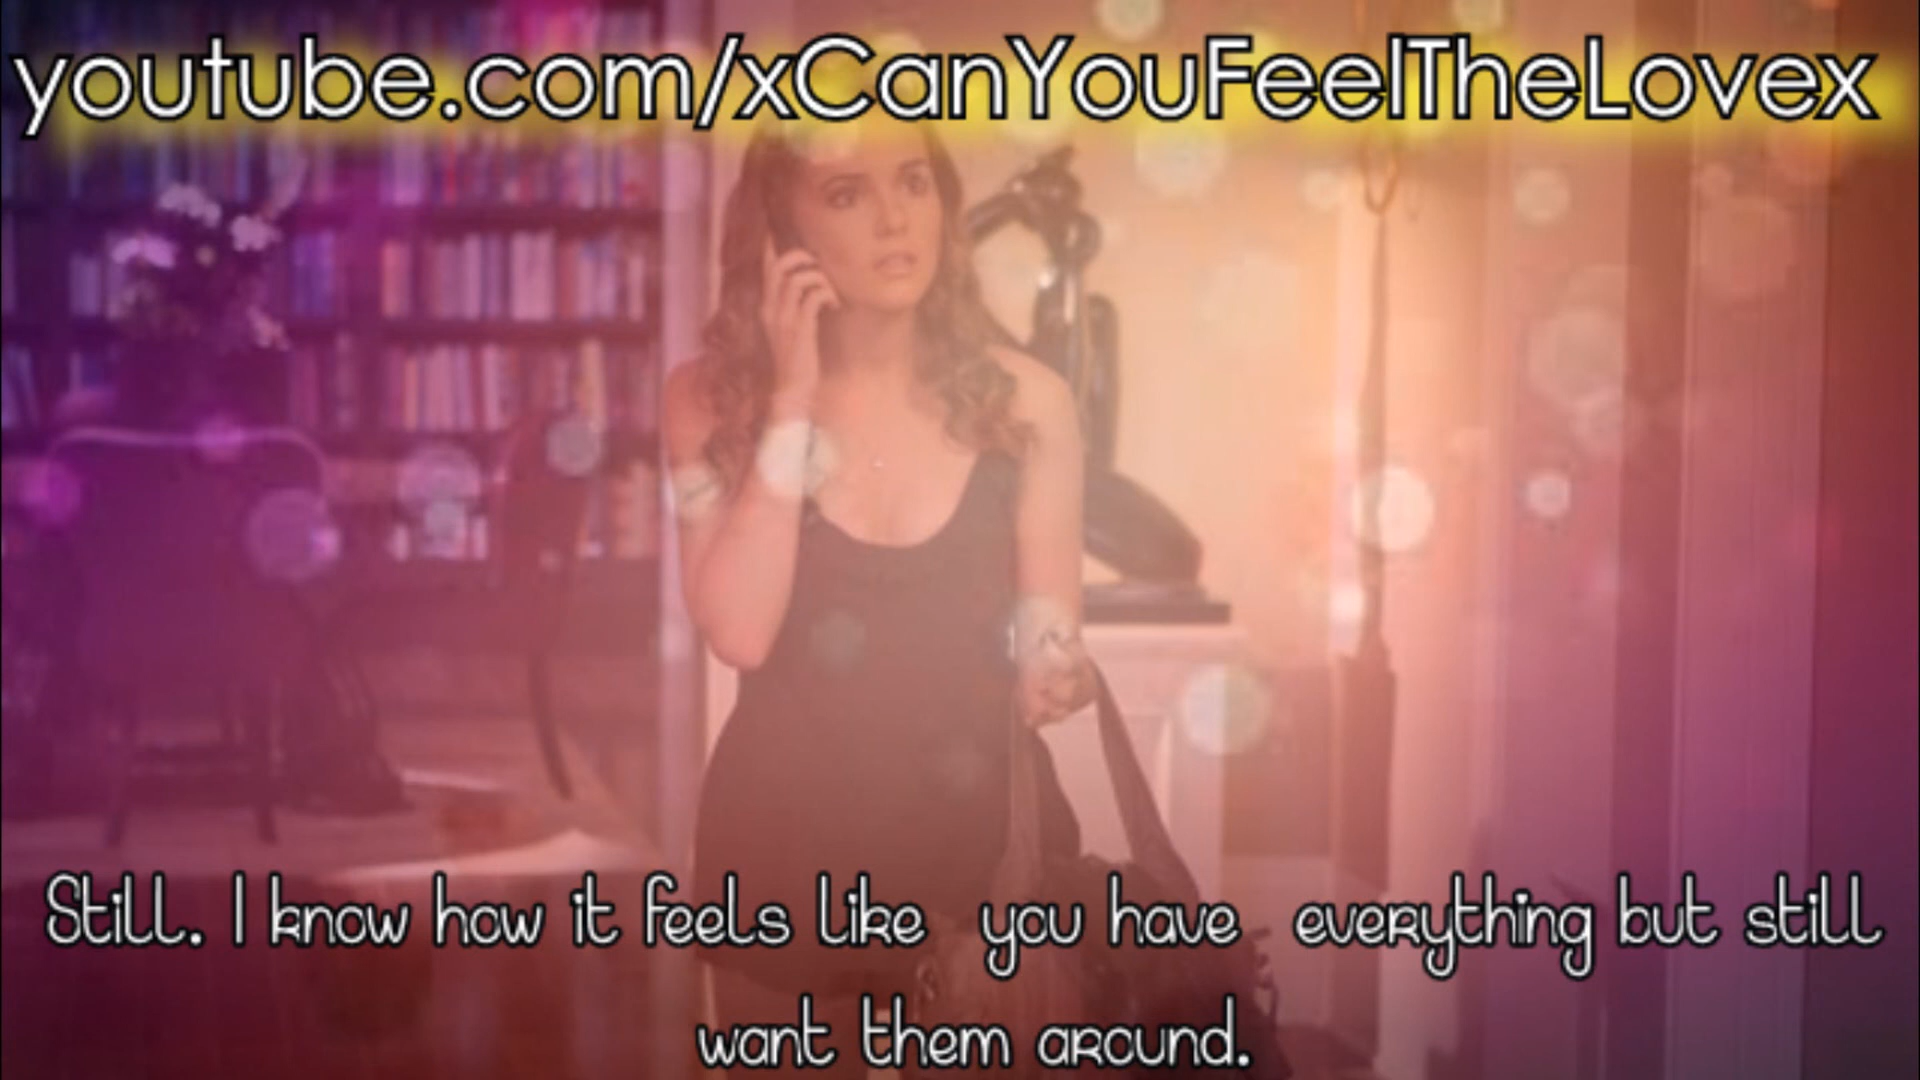 youtube.com/xCanYouFeelTheLovex
Still. I know how it feels like you have everything but still
want them around.